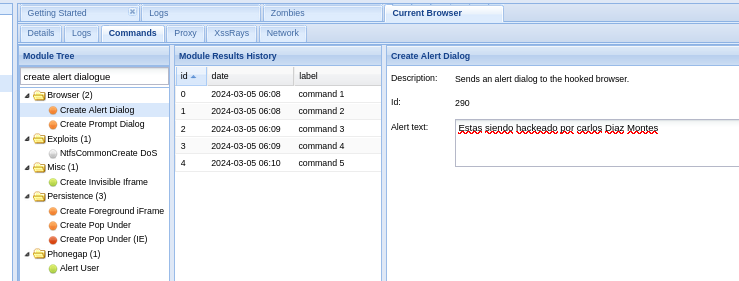 Getting Started
Logs
Zombies
Current Browser
Details
Logs
Commands
Proxy
XssRays
Network
Module Tree
create alert dialogue
Browser (2)
Create Alert Dialog
Create Prompt Dialog
Exploits (1)
NtfsCommonCreate DoS
Misc (1)
Create Invisible Iframe
Persistence (3)
Create Foreground iFrame
Create Pop Under
Create Pop Under (IE)
Phonegap (1)
Alert User
Module Results History
id date label
0 2024-03-05 06:08 command 1
1 2024-03-05 06:08 command 2
2 2024-03-05 06:09 command 3
3 2024-03-05 06:09 command 4
4 2024-03-05 06:10 command 5
Create Alert Dialog
Description: Sends an alert dialog to the hooked browser.
Id: 290
Alert text: Estas siendo hackeado por carlos Diaz Montes